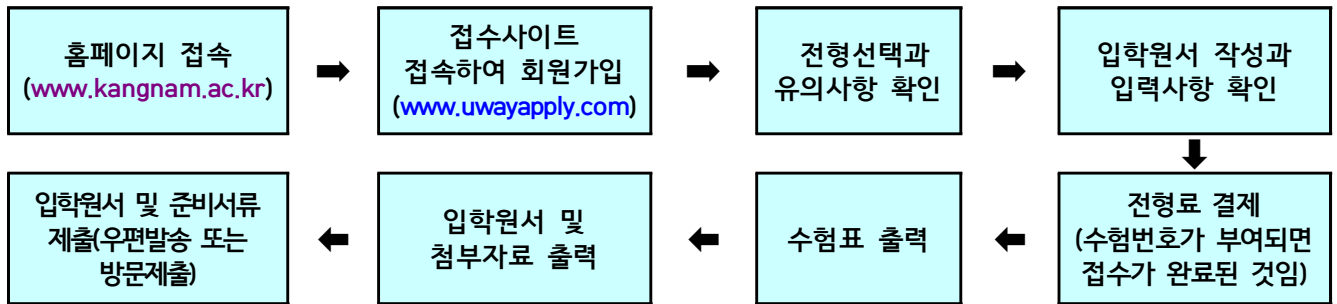 홈페이지 접속
(www.kangnam.ac.kr)
접수사이트
접속하여 회원가입
(www.uwayapply.com)
전형선택과
유의사항 확인
입학원서 작성과
입력사항 확인
전형료 결제
(수험번호가 부여되면
접수가 완료된 것임)
수험표 출력
입학원서 및
첨부자료 출력
입학원서 및 준비서류
제출(우편발송 또는
방문제출)